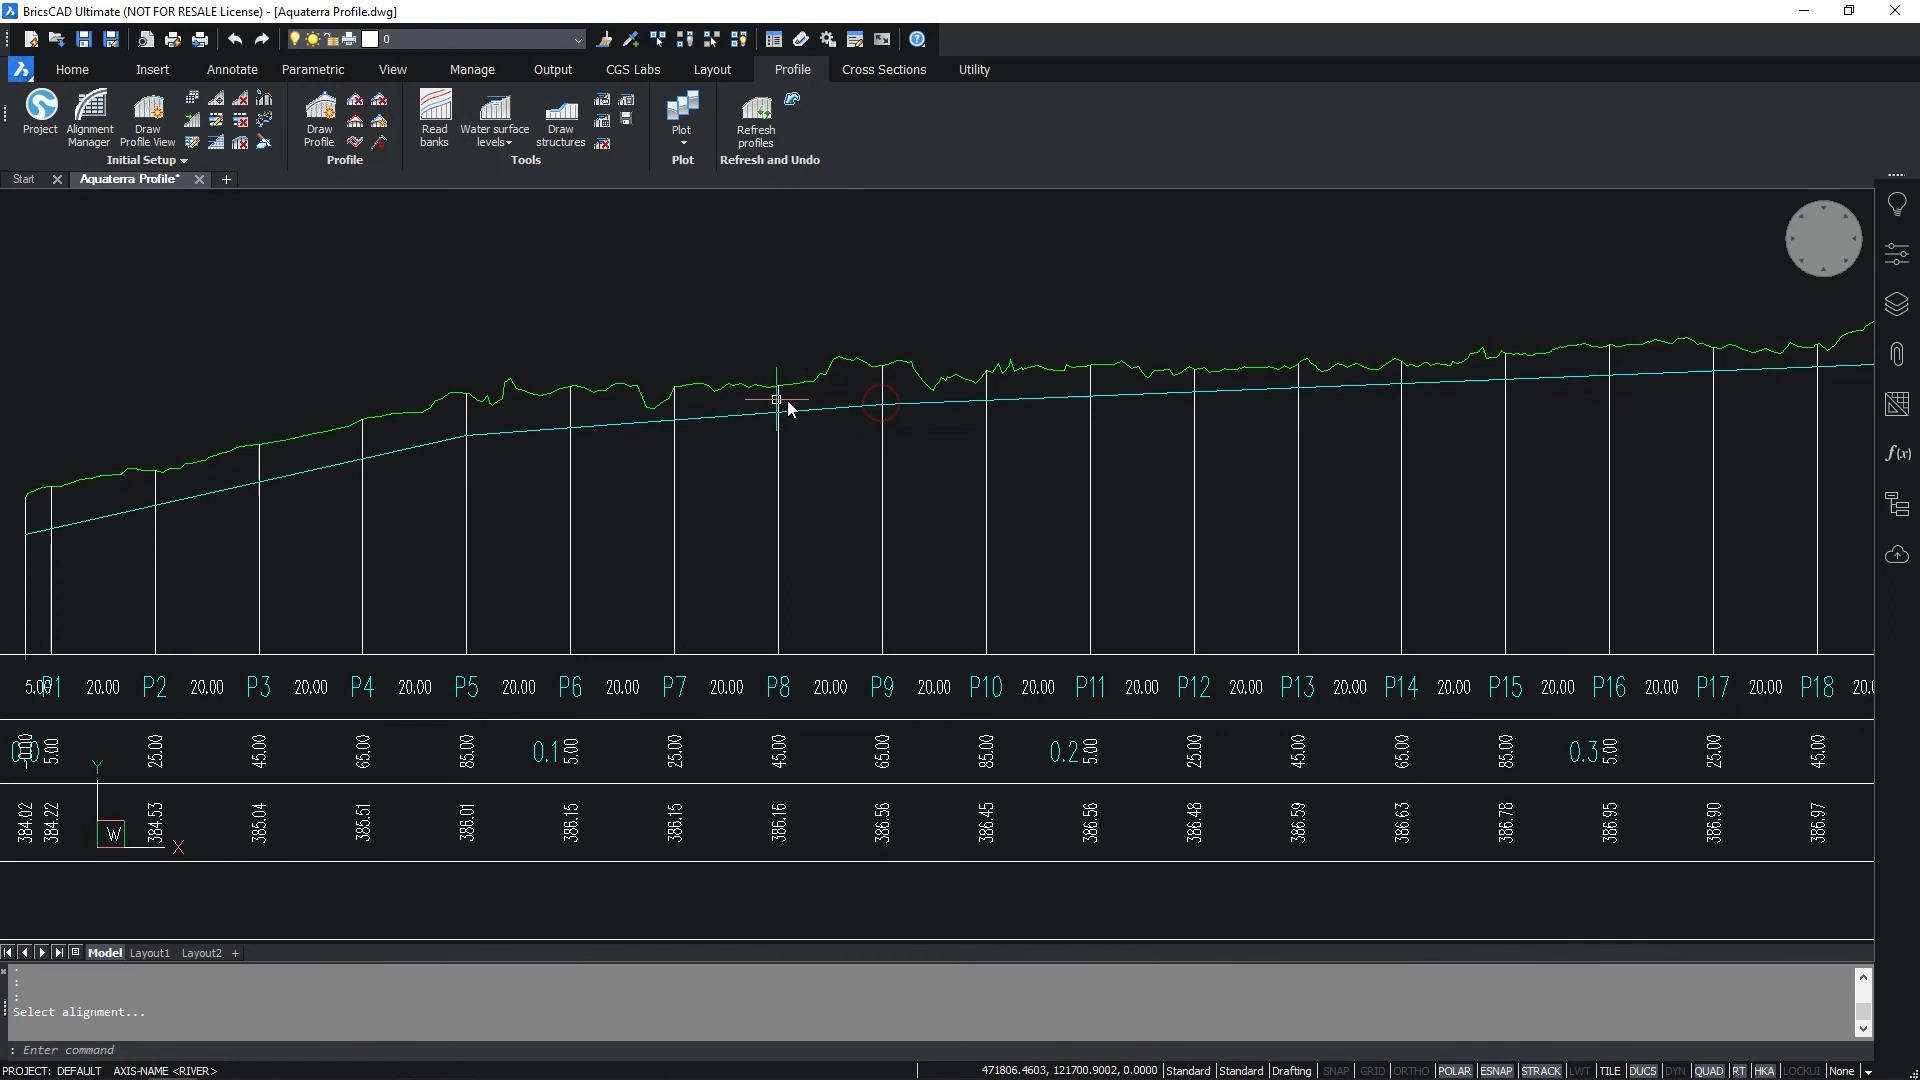 BricsCAD Ultimate (NOT FOR RESALE License) - [Aquaterra Profile.dwg]
0
Home Insert Annotate Parametric View Manage Output CGS Labs Layout Profile Cross Sections Utility
Project Alignment Manager Draw Profile View Draw Profile Read banks Water surface levels Draw structures Plot Refresh profiles
Initial Setup Profile Tools Plot Refresh and Undo
Start Aquaterra Profile* +
f(x)
5.00 P1 20.00 P2 20.00 P3 20.00 P4 20.00 P5 20.00 P6 20.00 P7 20.00 P8 20.00 P9 20.00 P10 20.00 P11 20.00 P12 20.00 P13 20.00 P14 20.00 P15 20.00 P16 20.00 P17 20.00 P18
5.00 25.00 45.00 65.00 85.00 0.1 5.00 25.00 45.00 65.00 85.00 0.2 5.00 25.00 45.00 65.00 85.00 0.3 5.00 25.00 45.00
Y
384.02 384.22 384.53 385.04 385.51 386.01 386.15 386.15 386.16 386.56 386.45 386.56 386.48 386.59 386.63 386.78 386.95 386.90 386.97
W
X
Model Layout1 Layout2 +
:
:
Select alignment...
: Enter command
PROJECT: DEFAULT AXIS-NAME <RIVER> 471806.4603, 121700.9002, 0.0000 Standard Standard Drafting SNAP GRID ORTHO POLAR ESNAP STRACK LWT TILE DUCS DYN QUAD RT HKA LOCKUI None